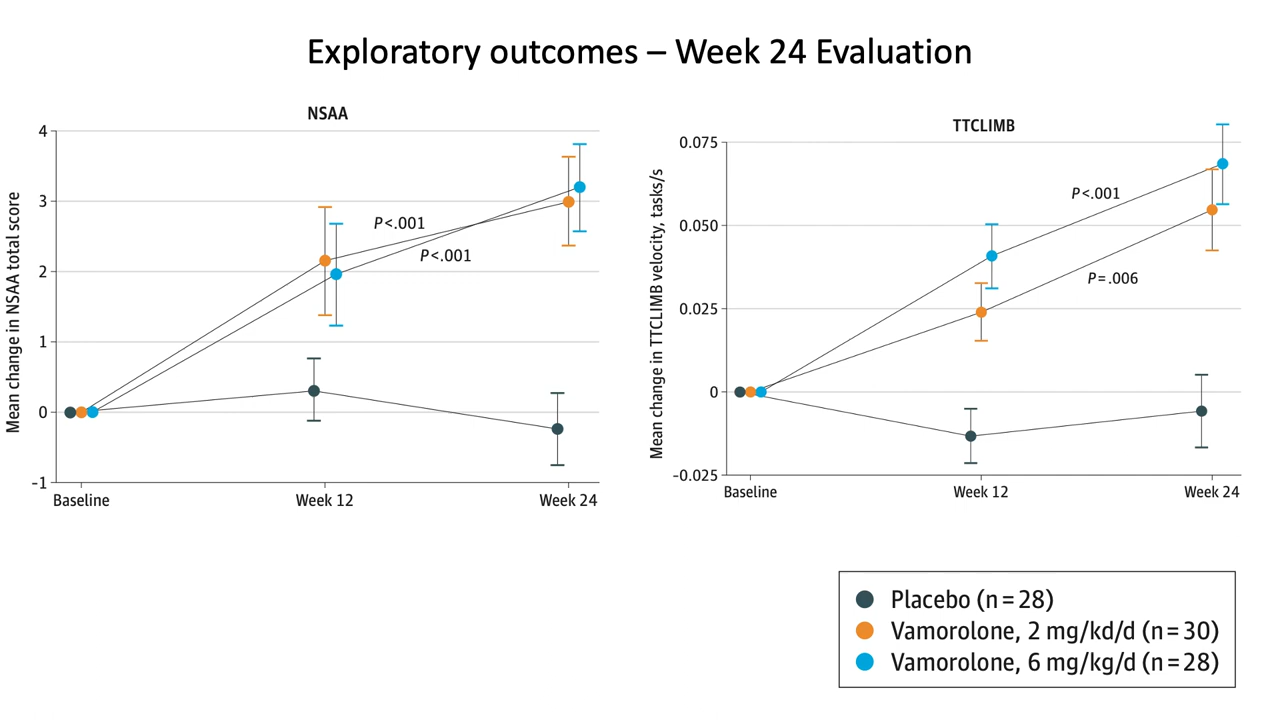 Exploratory outcomes – Week 24 Evaluation
NSAA
Mean change in NSAA total score
4
3
2
1
0
-1
P<.001
P<.001
Baseline
Week 12
Week 24
TTCLIMB
Mean change in TTCLIMB velocity, tasks/s
0.075
0.050
0.025
0
-0.025
P<.001
P=.006
Baseline
Week 12
Week 24
Placebo (n=28)
Vamorolone, 2 mg/kd/d (n=30)
Vamorolone, 6 mg/kg/d (n=28)